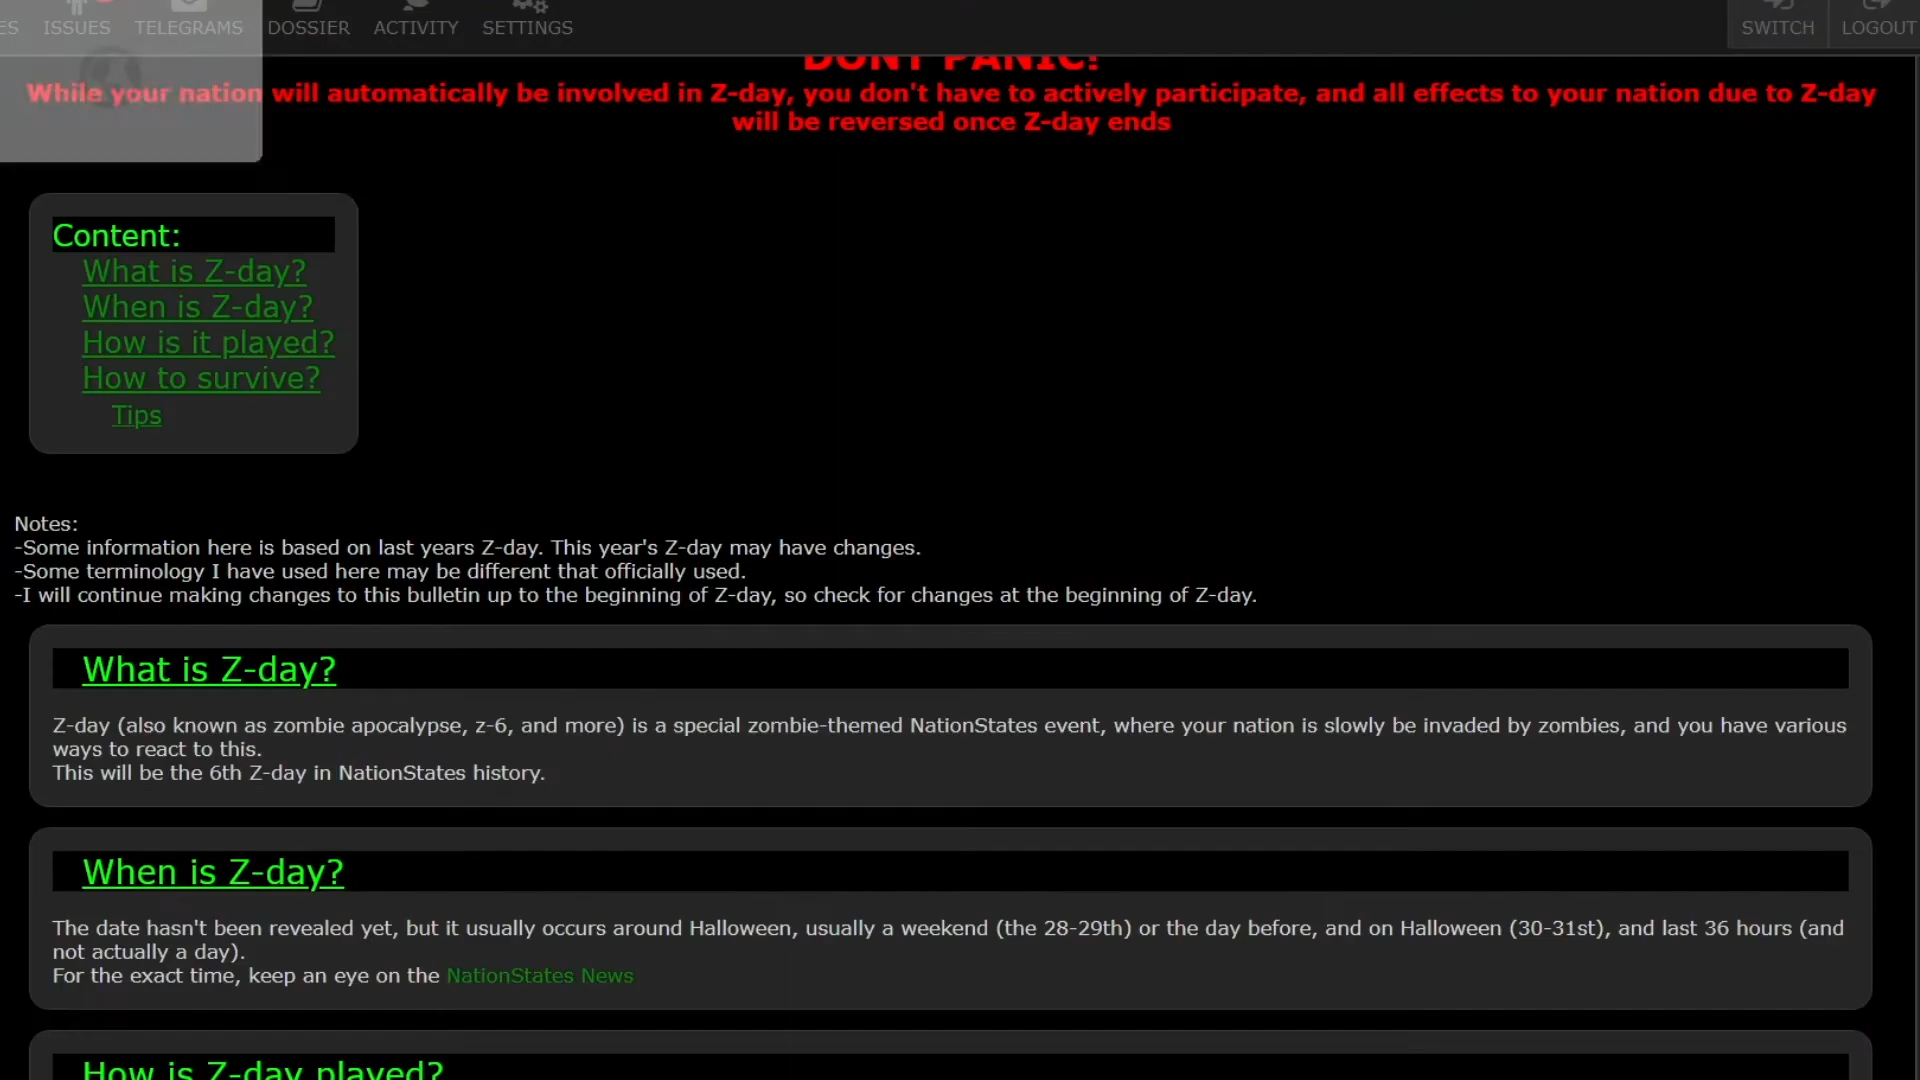 ES ISSUES TELEGRAMS DOSSIER ACTIVITY SETTINGS SWITCH LOGOUT
DONT PANIC!
While your nation will automatically be involved in Z-day, you don't have to actively participate, and all effects to your nation due to Z-day
will be reversed once Z-day ends
Content:
What is Z-day?
When is Z-day?
How is it played?
How to survive?
Tips
Notes:
-Some information here is based on last years Z-day. This year's Z-day may have changes.
-Some terminology I have used here may be different that officially used.
-I will continue making changes to this bulletin up to the beginning of Z-day, so check for changes at the beginning of Z-day.
What is Z-day?
Z-day (also known as zombie apocalypse, z-6, and more) is a special zombie-themed NationStates event, where your nation is slowly be invaded by zombies, and you have various
ways to react to this.
This will be the 6th Z-day in NationStates history.
When is Z-day?
The date hasn't been revealed yet, but it usually occurs around Halloween, usually a weekend (the 28-29th) or the day before, and on Halloween (30-31st), and last 36 hours (and
not actually a day).
For the exact time, keep an eye on the NationStates News
How is Z-day played?